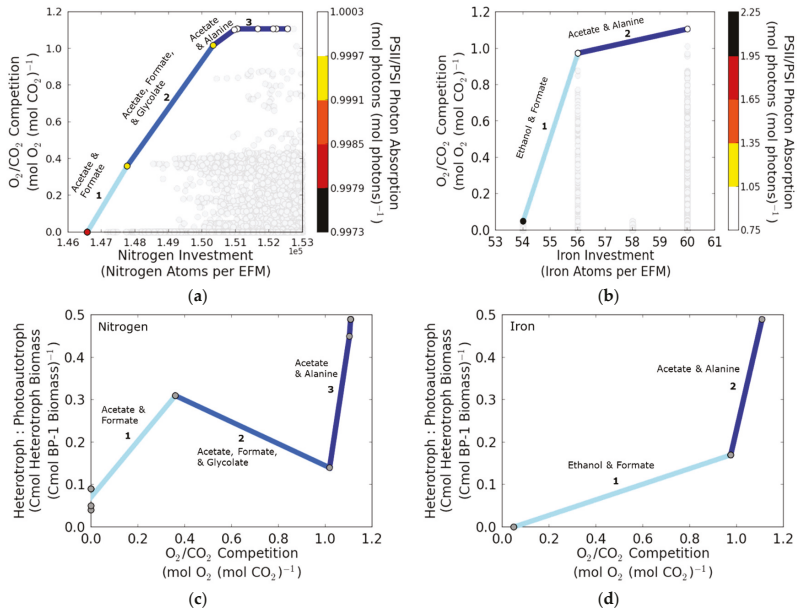 O₂/CO₂ Competition
(mol O₂ (mol CO₂)⁻¹)
1.2
1.0
0.8
0.6
0.4
0.2
0.0
Acetate &
Formate
1
Acetate, Formate,
& Glycolate
2
Acetate
& Alanine
3
1.46 1.47 1.48 1.49 1.50 1.51 1.52 1.53
1e5
Nitrogen Investment
(Nitrogen Atoms per EFM)
1.0003
0.9997
0.9991
0.9985
0.9979
0.9973
PSII/PSI Photon Absorption
(mol photons (mol photons)⁻¹)
(a)
O₂/CO₂ Competition
(mol O₂ (mol CO₂)⁻¹)
1.2
1.0
0.8
0.6
0.4
0.2
0.0
Ethanol & Formate
1
Acetate & Alanine
2
53 54 55 56 57 58 59 60 61
Iron Investment
(Iron Atoms per EFM)
2.25
1.95
1.65
1.35
1.05
0.75
PSII/PSI Photon Absorption
(mol photons (mol photons)⁻¹)
(b)
Heterotroph : Photoautotroph
(Cmol Heterotroph Biomass
(Cmol BP-1 Biomass)⁻¹)
0.5
0.4
0.3
0.2
0.1
0.0
Nitrogen
Acetate &
Formate
1
2
Acetate, Formate,
& Glycolate
Acetate
& Alanine
3
0.0 0.2 0.4 0.6 0.8 1.0 1.2
O₂/CO₂ Competition
(mol O₂ (mol CO₂)⁻¹)
(c)
Heterotroph : Photoautotroph
(Cmol Heterotroph Biomass
(Cmol BP-1 Biomass)⁻¹)
0.5
0.4
0.3
0.2
0.1
0.0
Iron
Acetate & Alanine
2
Ethanol & Formate
1
0.0 0.2 0.4 0.6 0.8 1.0 1.2
O₂/CO₂ Competition
(mol O₂ (mol CO₂)⁻¹)
(d)